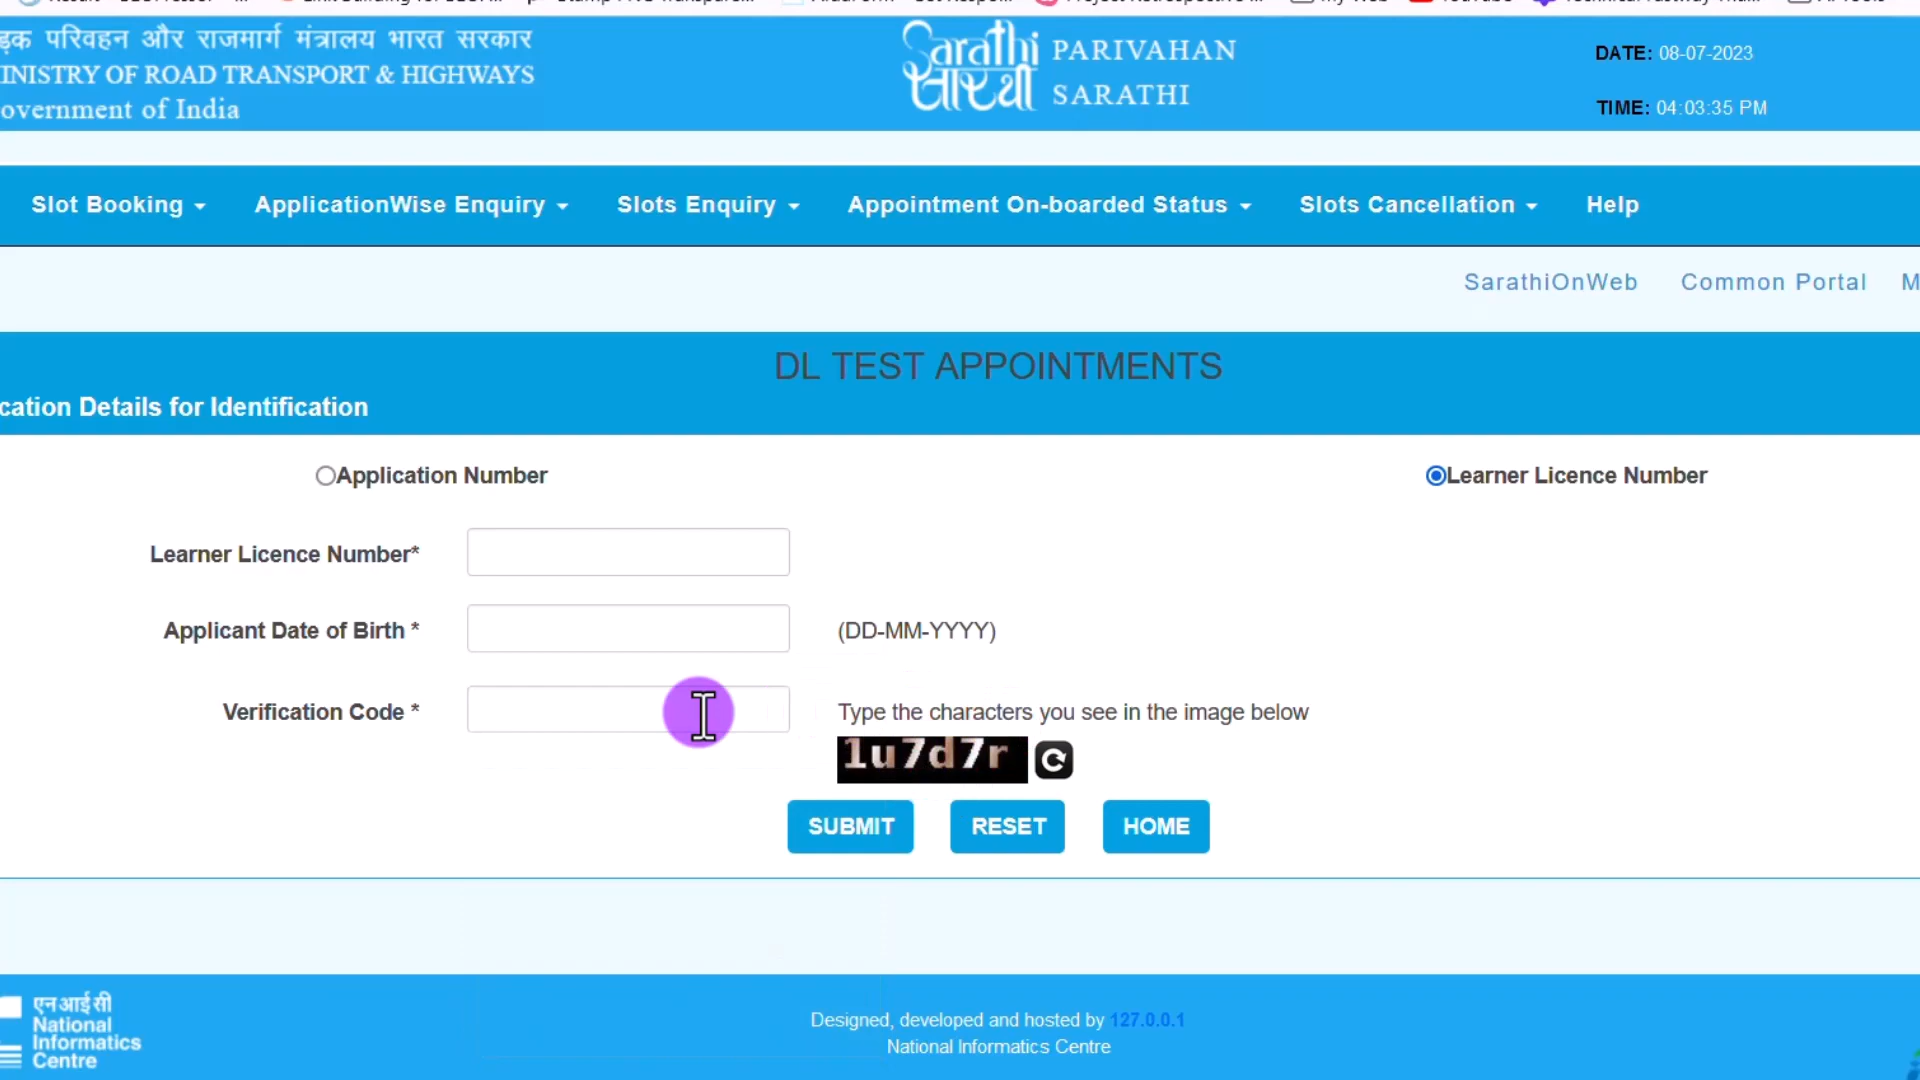 परिवहन और राजमार्ग मंत्रालय भारत सरकार
INISTRY OF ROAD TRANSPORT & HIGHWAYS
overnment of India
Sarathi
सारथी
PARIVAHAN
SARATHI
DATE: 08-07-2023
TIME: 04:03:35 PM
Slot Booking
ApplicationWise Enquiry
Slots Enquiry
Appointment On-boarded Status
Slots Cancellation
Help
SarathiOnWeb
Common Portal
M
DL TEST APPOINTMENTS
cation Details for Identification
Application Number
Learner Licence Number
Learner Licence Number*
Applicant Date of Birth *
(DD-MM-YYYY)
Verification Code *
Type the characters you see in the image below
1u7d7r
SUBMIT
RESET
HOME
एनआईसी
National
Informatics
Centre
Designed, developed and hosted by 127.0.0.1
National Informatics Centre